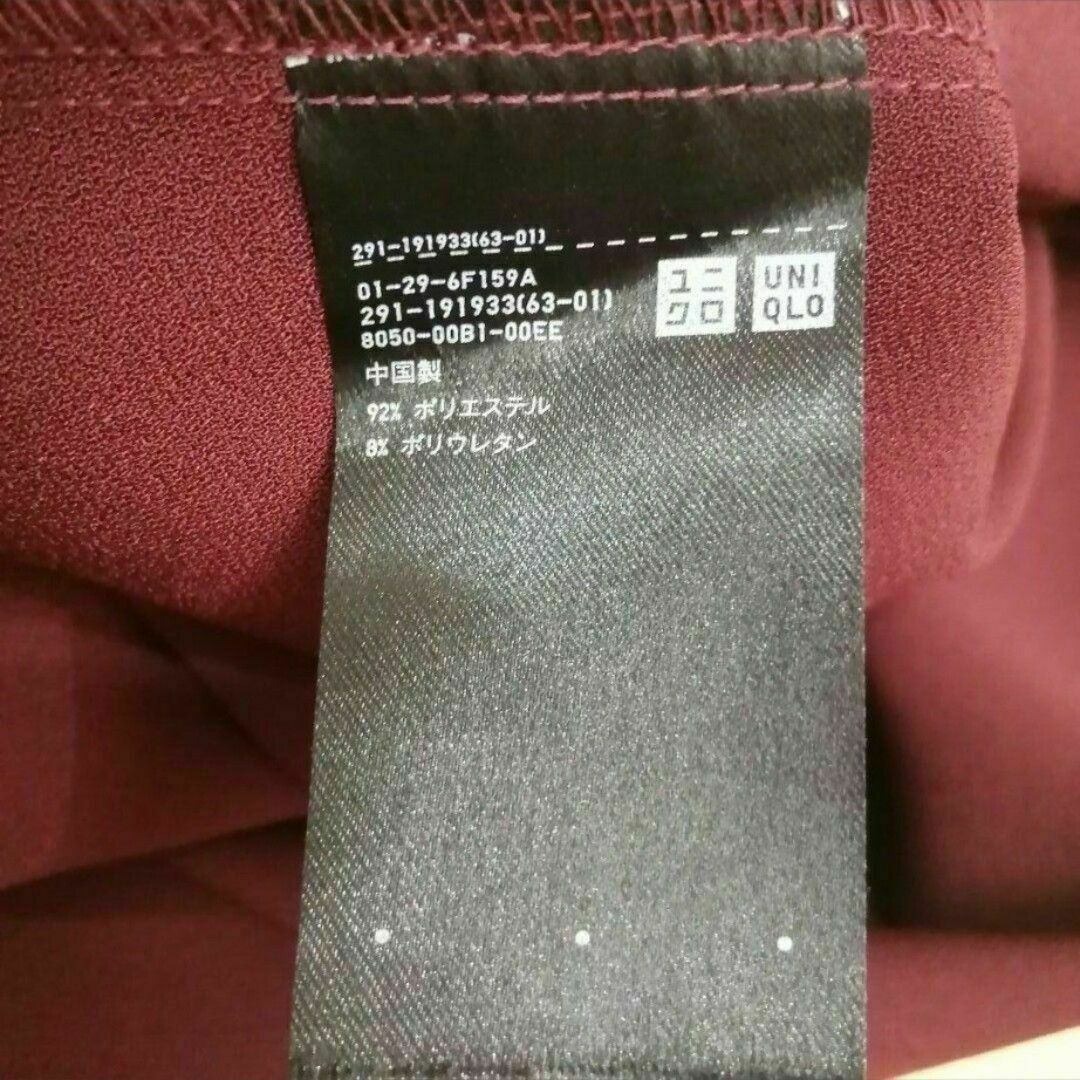 291-191933(63-01)
01-29-6F159A
291-191933(63-01)
8050-00B1-00EE
ユニ
クロ
UNI
QLO
中国製
92% ポリエステル
8% ポリウレタン